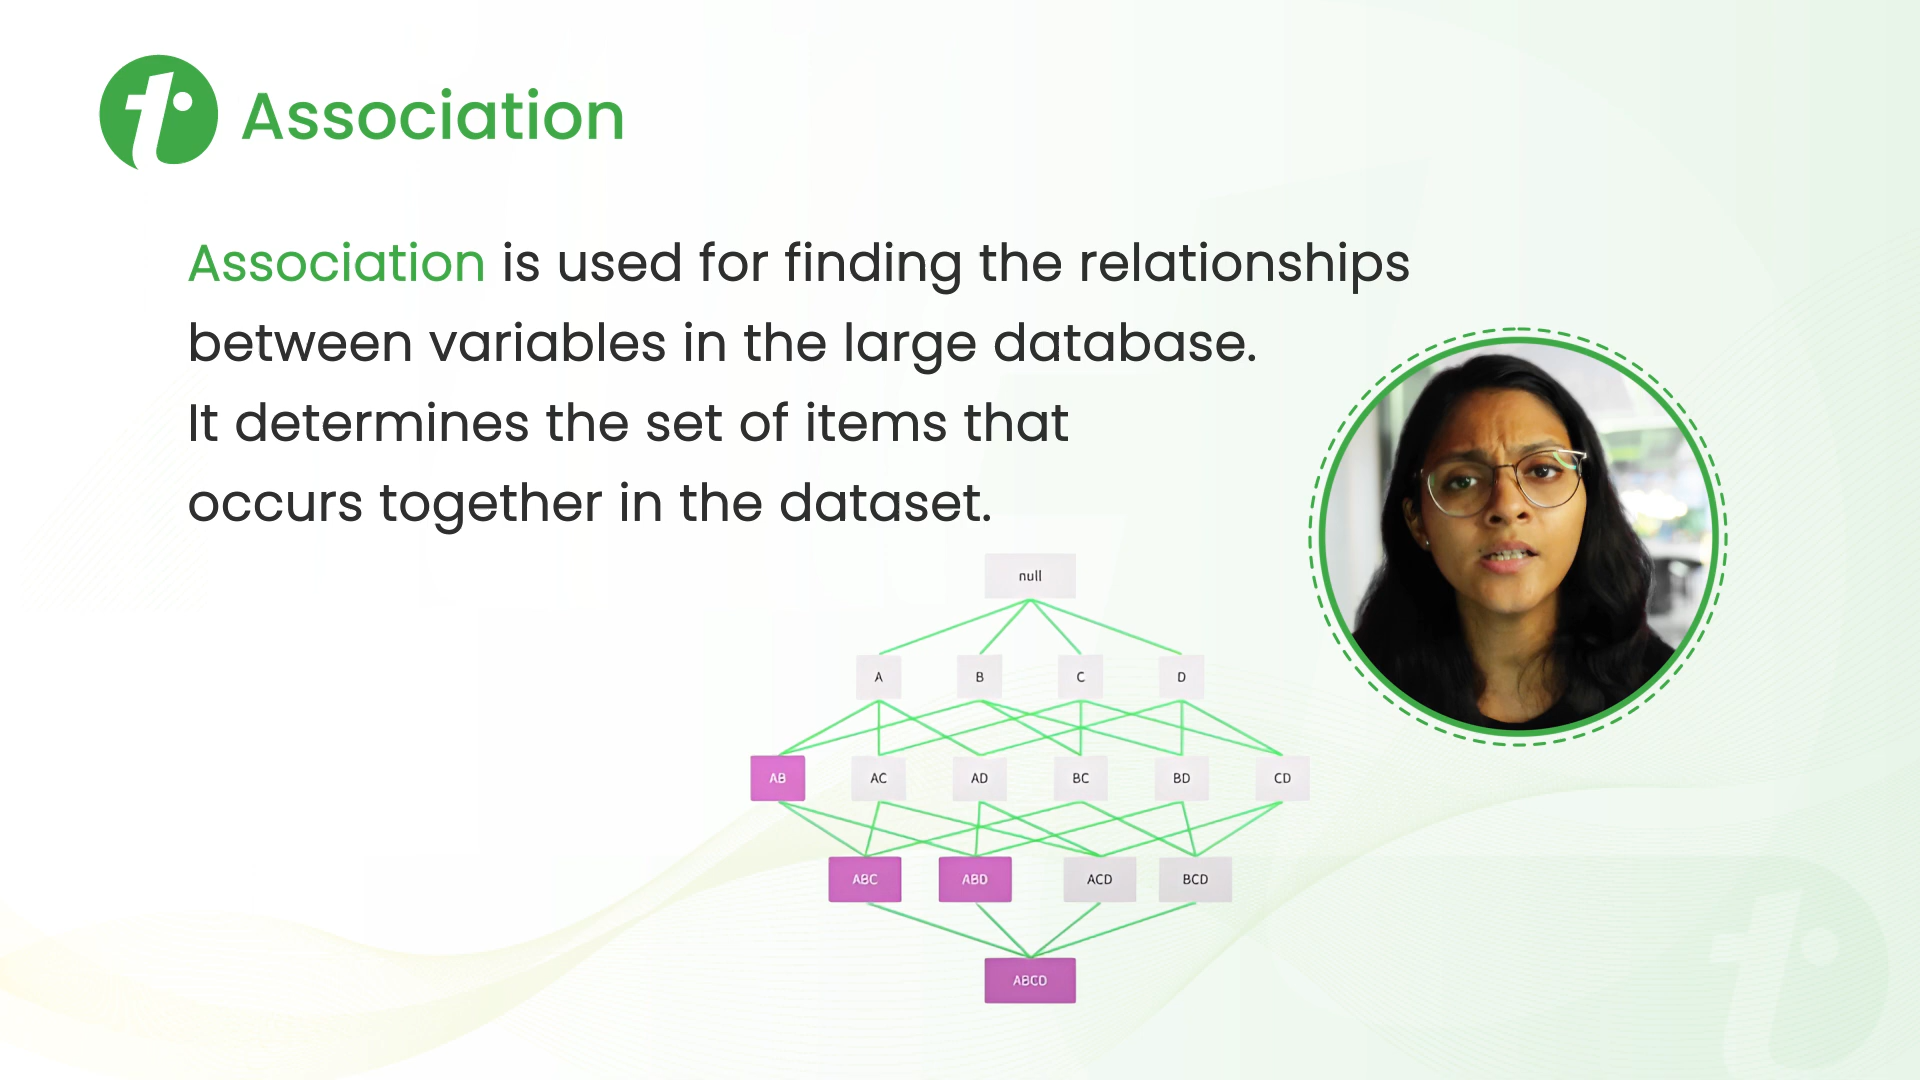 Association
Association is used for finding the relationships
between variables in the large database.
It determines the set of items that
occurs together in the dataset.
null
A B C D
AB AC AD BC BD CD
ABC ABD ACD BCD
ABCD